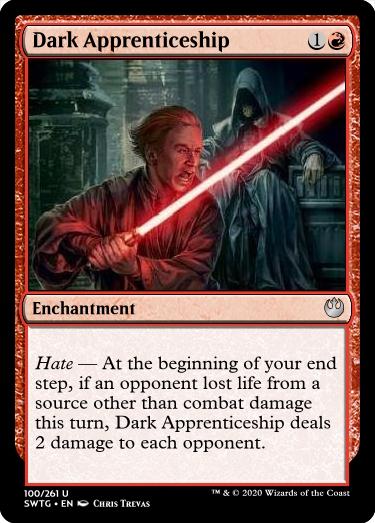 Dark Apprenticeship 1
Enchantment
Hate — At the beginning of your end
step, if an opponent lost life from a
source other than combat damage
this turn, Dark Apprenticeship deals
2 damage to each opponent.
100/261 U
SWTG • EN Chris Trevas
™ & © 2020 Wizards of the Coast